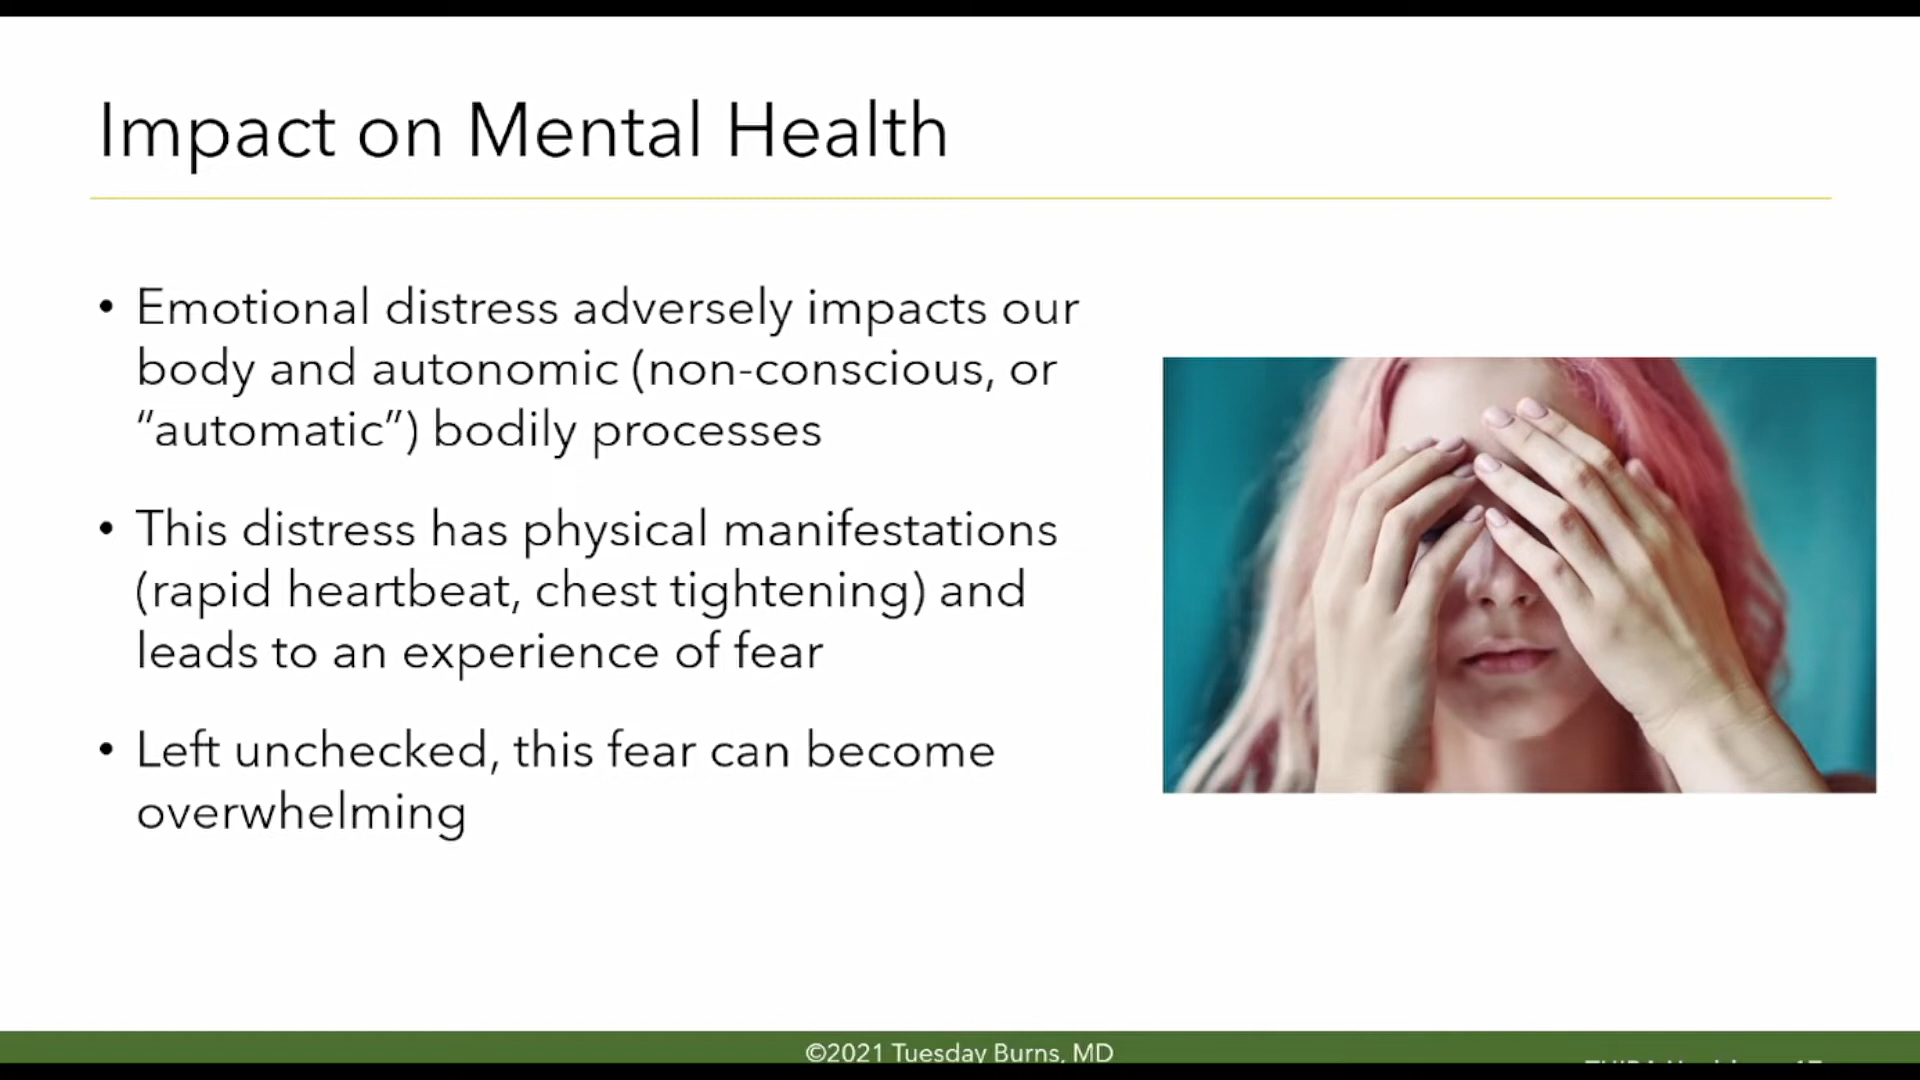 Impact on Mental Health
• Emotional distress adversely impacts our
body and autonomic (non-conscious, or
“automatic”) bodily processes
• This distress has physical manifestations
(rapid heartbeat, chest tightening) and
leads to an experience of fear
• Left unchecked, this fear can become
overwhelming
©2021 Tuesday Burns, MD